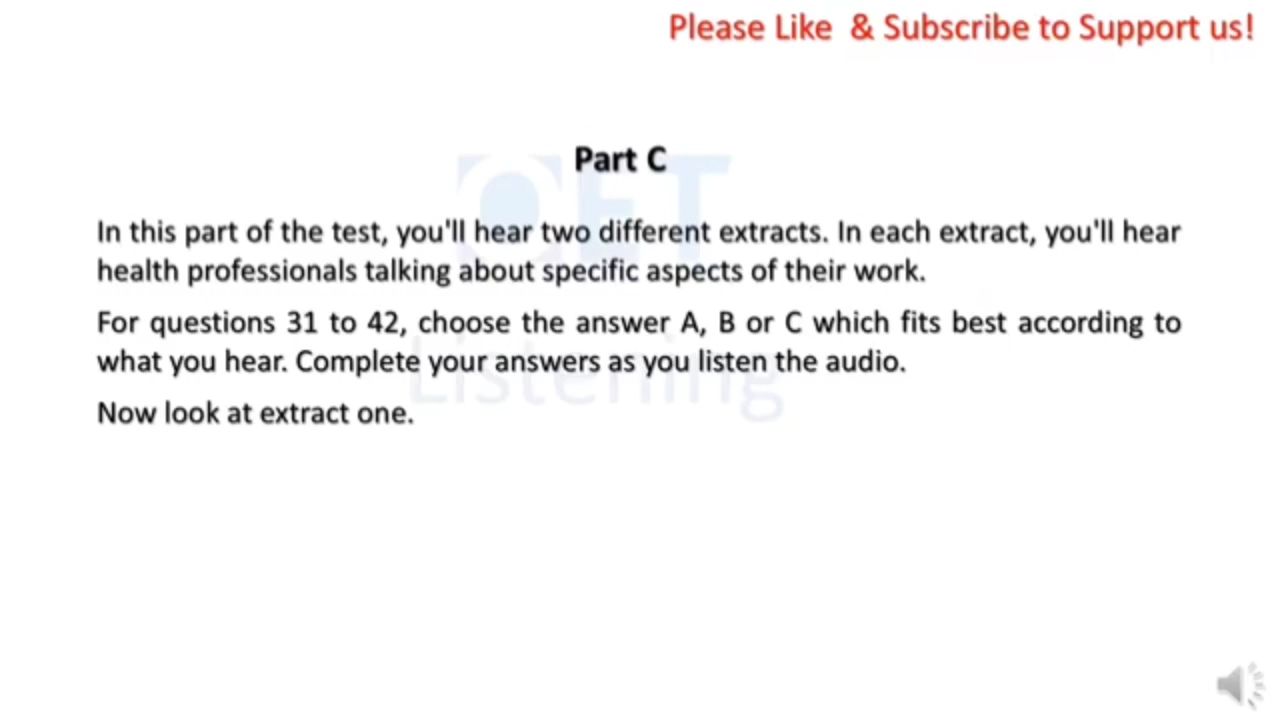 Please Like & Subscribe to Support us!
Part C
OET
In this part of the test, you'll hear two different extracts. In each extract, you'll hear
health professionals talking about specific aspects of their work.
For questions 31 to 42, choose the answer A, B or C which fits best according to
what you hear. Complete your answers as you listen the audio.
Listening
Now look at extract one.